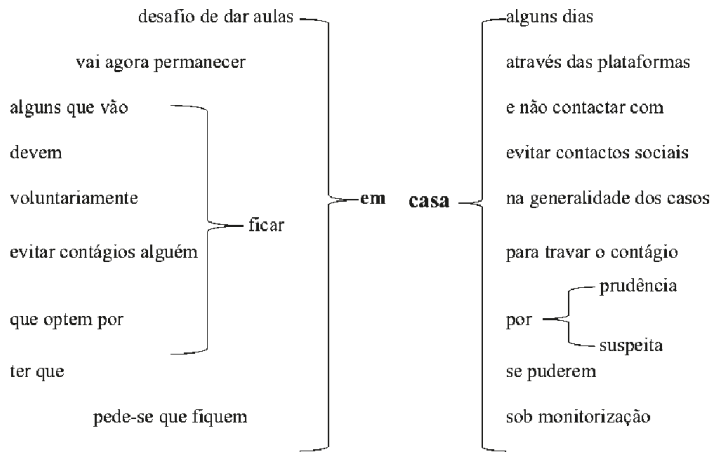 desafio de dar aulas
vai agora permanecer
alguns que vão
devem
voluntariamente
evitar contágios alguém
que optem por
ter que
ficar
pede-se que fiquem
em casa
alguns dias
através das plataformas
e não contactar com
evitar contactos sociais
na generalidade dos casos
para travar o contágio
por
prudência
suspeita
se puderem
sob monitorização